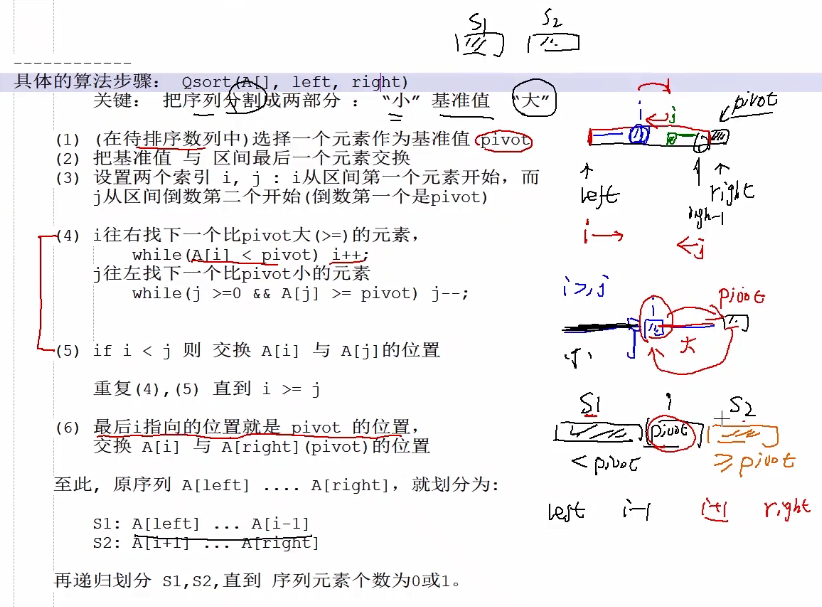 S1 S2
------------
具体的算法步骤： Qsort(A[], left, right)
关键： 把序列分割成两部分 ： “小” 基准值 “大”
(1) (在待排序数列中)选择一个元素作为基准值 pivot
(2) 把基准值 与 区间最后一个元素交换
(3) 设置两个索引 i, j : i从区间第一个元素开始，而
j从区间倒数第二个开始(倒数第一个是pivot)
(4) i往右找下一个比pivot大(>=)的元素，
while(A[i] < pivot) i++;
j往左找下一个比pivot小的元素
while(j >=0 && A[j] >= pivot) j--;
(5) if i < j 则 交换 A[i] 与 A[j]的位置
重复(4),(5) 直到 i >= j
(6) 最后i指向的位置就是 pivot 的位置，
交换 A[i] 与 A[right](pivot)的位置
至此, 原序列 A[left] .... A[right]，就划分为：
S1: A[left] ... A[i-1]
S2: A[i+1] ... A[right]
再递归划分 S1,S2,直到 序列元素个数为0或1。
i j pivot
left right-1 right
i j
i>,j
i pivot
j 大
S1 i S2
pivot
< pivot ≥ pivot
left i-1 i+1 right